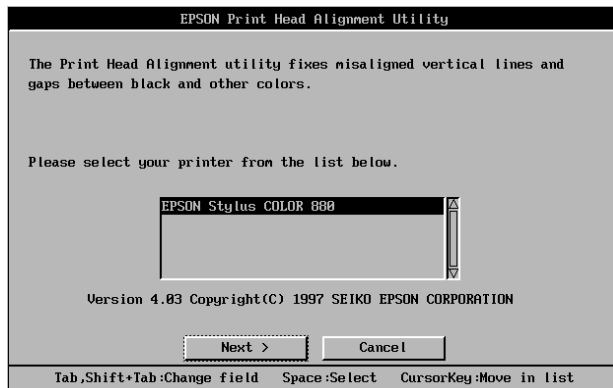 EPSON Print Head Alignment Utility
The Print Head Alignment utility fixes misaligned vertical lines and
gaps between black and other colors.
Please select your printer from the list below.
EPSON Stylus COLOR 880
Version 4.03 Copyright(C) 1997 SEIKO EPSON CORPORATION
Next >
Cancel
Tab,Shift+Tab:Change field Space:Select CursorKey:Move in list